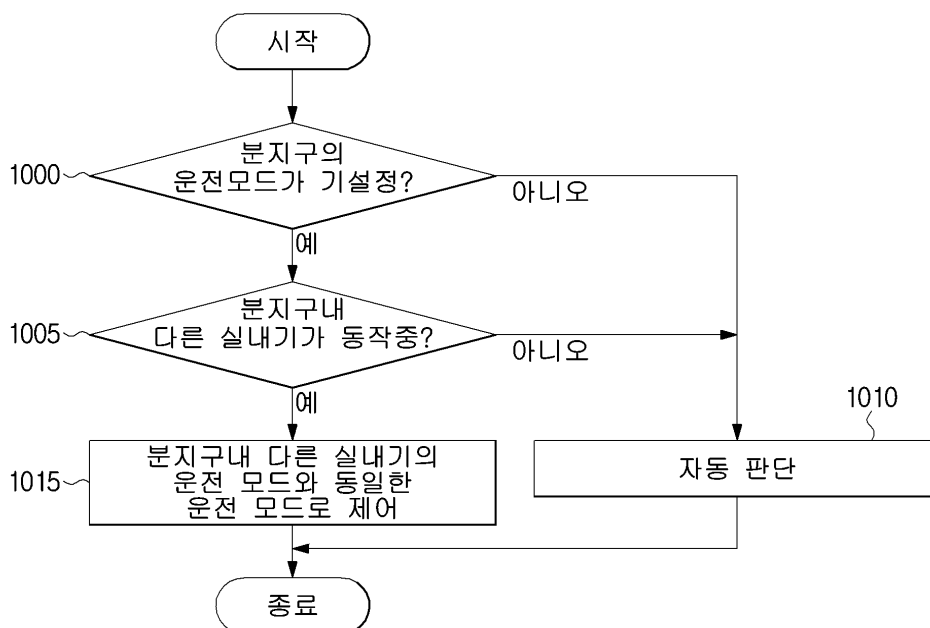 시작
분지구의
운전모드가 기설정?
1000
아니오
예
분지구내
다른 실내기가 동작중?
1005
아니오
예
1010
분지구내 다른 실내기의
운전 모드와 동일한
운전 모드로 제어
1015
자동 판단
종료